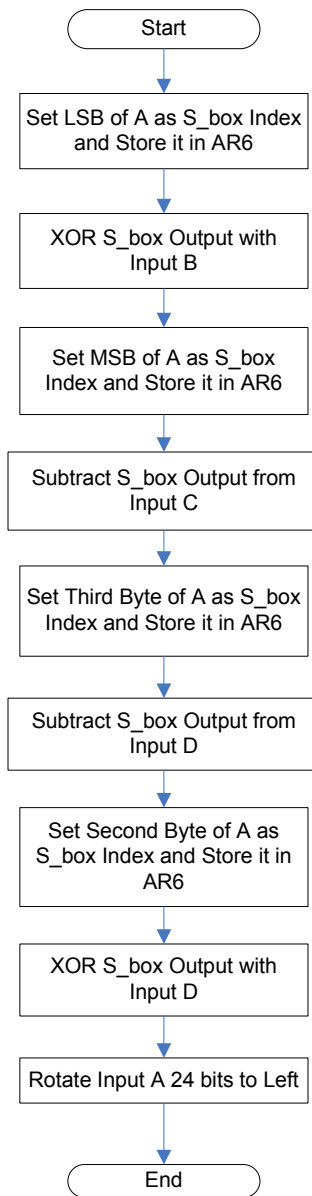 Start
Set LSB of A as S_box Index
and Store it in AR6
XOR S_box Output with
Input B
Set MSB of A as S_box
Index and Store it in AR6
Subtract S_box Output from
Input C
Set Third Byte of A as S_box
Index and Store it in AR6
Subtract S_box Output from
Input D
Set Second Byte of A as
S_box Index and Store it in
AR6
XOR S_box Output with
Input D
Rotate Input A 24 bits to Left
End